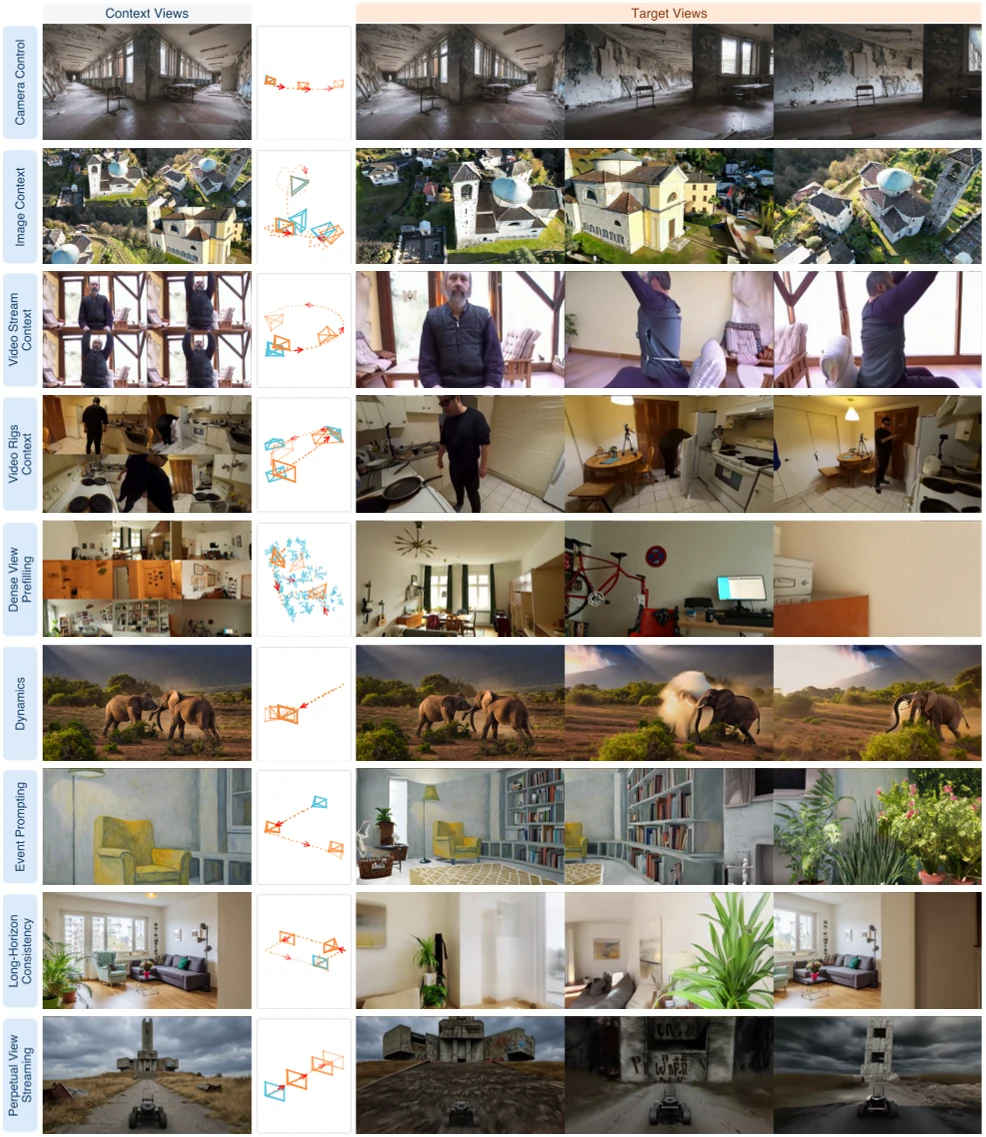 Context Views
Target Views
Camera Control
Image Context
Video Stream
Context
Video Rigs
Context
Dense View
Prefilling
Dynamics
Event Prompting
Long-Horizon
Consistency
Perpetual View
Streaming